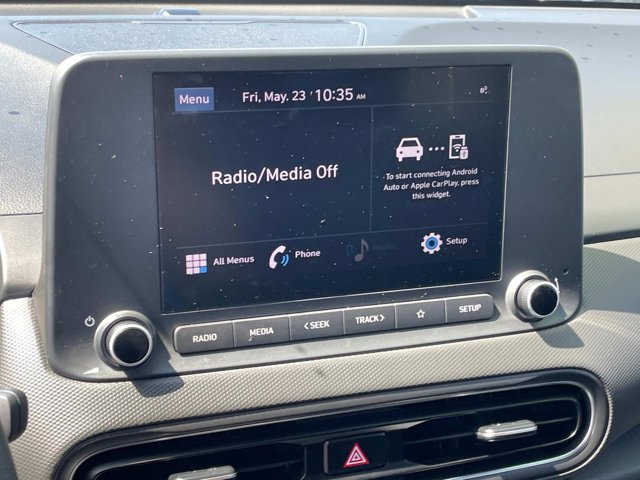 Menu
Fri, May. 23 10:35 AM
Radio/Media Off
To start connecting Android
Auto or Apple CarPlay, press
this widget.
All Menus
Phone
Setup
RADIO
MEDIA
< SEEK
TRACK >
SETUP